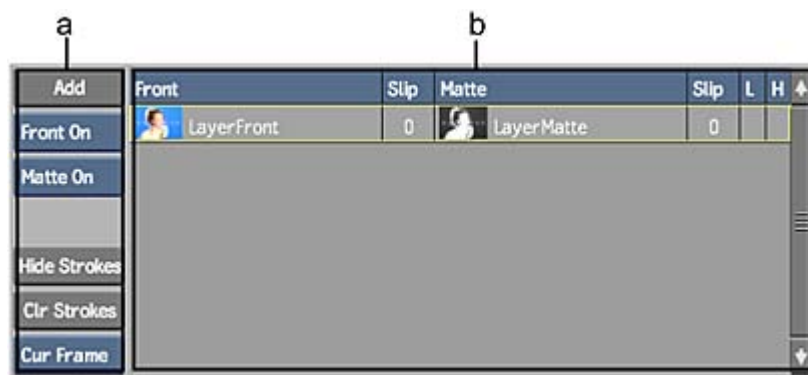 a b
Add Front Slip Matte Slip L H
Front On LayerFront 0 LayerMatte 0
Matte On
Hide Strokes
Clr Strokes
Cur Frame